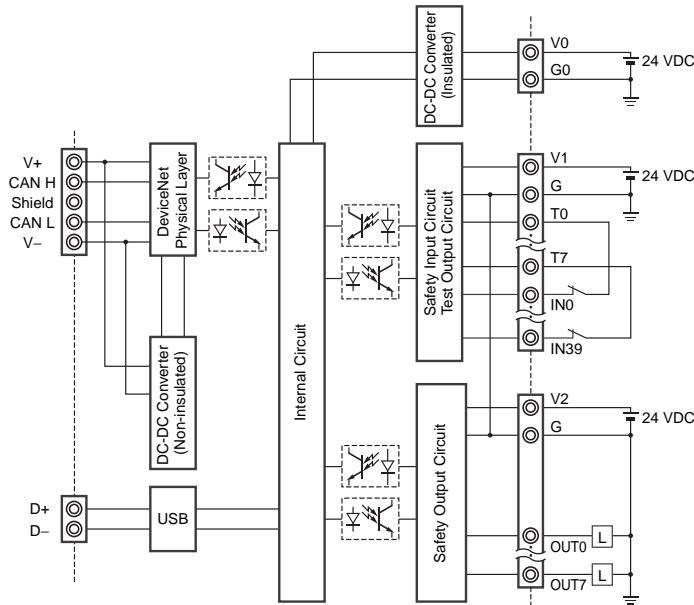 DC-DC Converter
(Insulated)
V0
G0
24 VDC
V+
CAN H
Shield
CAN L
V−
DeviceNet
Physical Layer
DC-DC Converter
(Non-insulated)
D+
D−
USB
Internal Circuit
Safety Input Circuit
Test Output Circuit
V1
G
T0
T7
IN0
IN39
24 VDC
Safety Output Circuit
V2
G
24 VDC
OUT0
L
OUT7
L